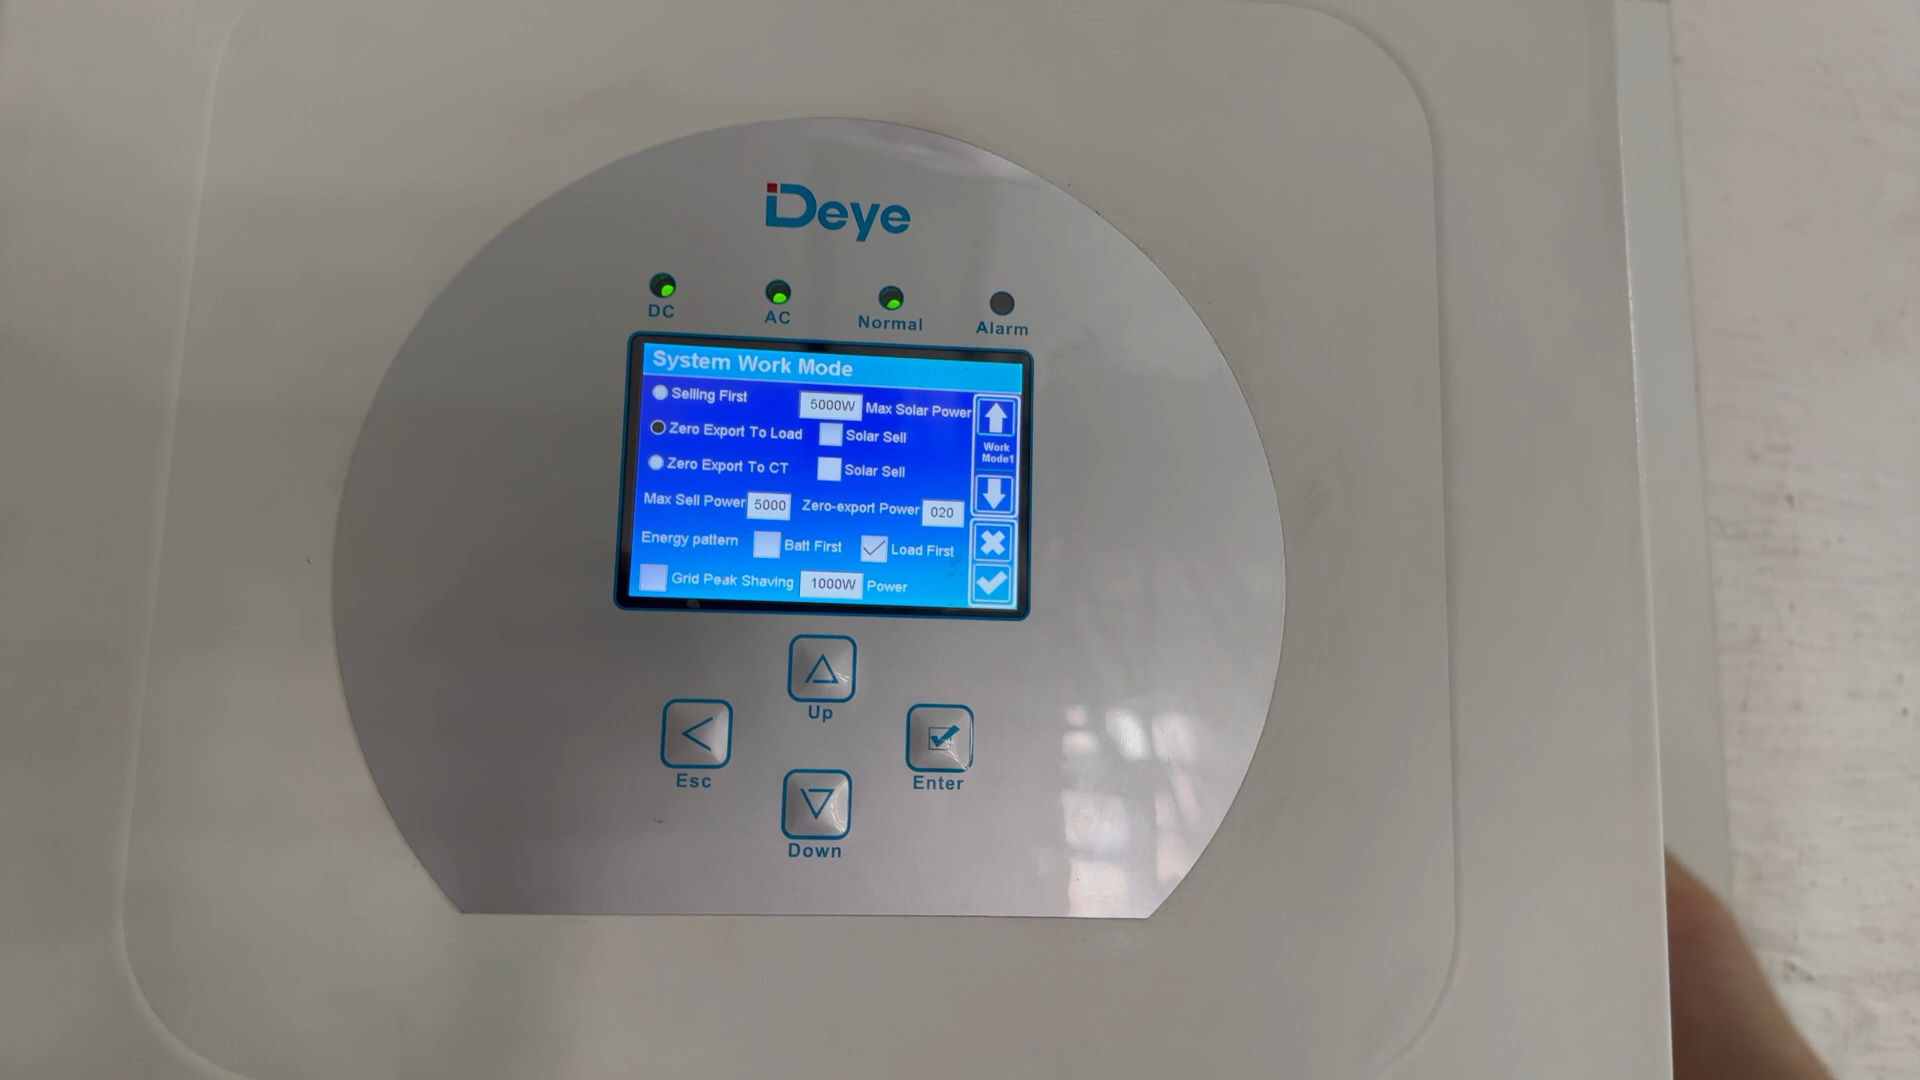 Deye
DC AC Normal Alarm
System Work Mode
Selling First 5000W Max Solar Power
Zero Export To Load Solar Sell
Work Mode1
Zero Export To CT Solar Sell
Max Sell Power 5000 Zero-export Power 020
Energy pattern Batt First Load First
Grid Peak Shaving 1000W Power
Up
Esc
Enter
Down